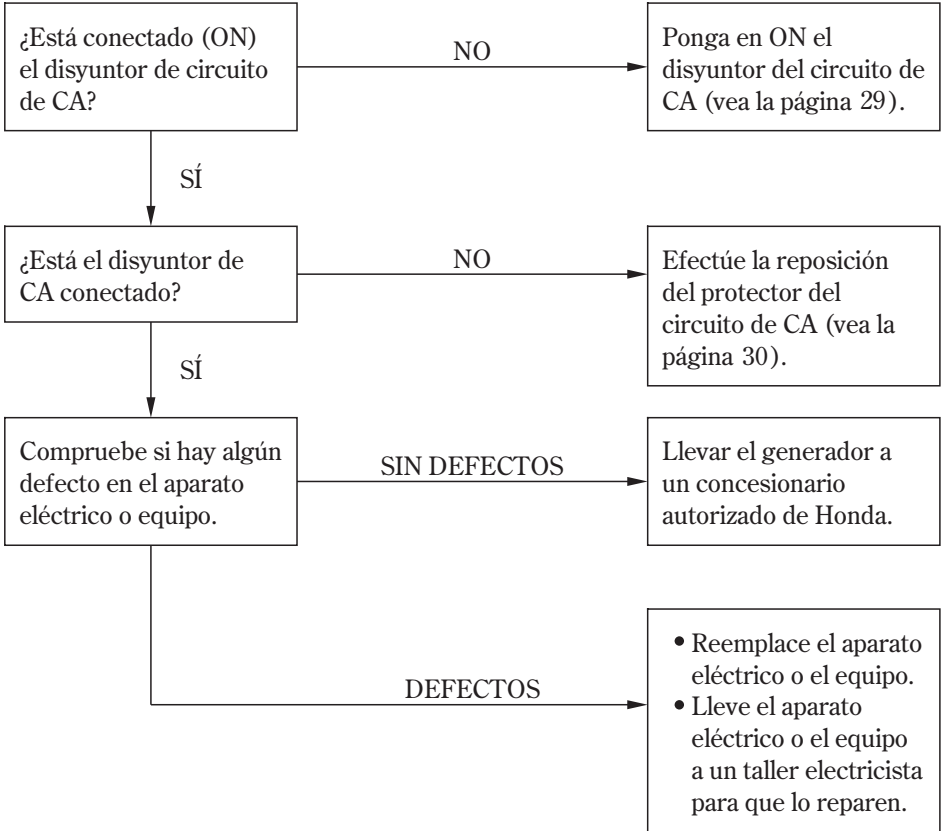 ¿Está conectado (ON)
el disyuntor de circuito
de CA?
NO
Ponga en ON el
disyuntor del circuito de
CA (vea la página 29).
SÍ
¿Está el disyuntor de
CA conectado?
NO
Efectúe la reposición
del protector del
circuito de CA (vea la
página 30).
SÍ
Compruebe si hay algún
defecto en el aparato
eléctrico o equipo.
SIN DEFECTOS
Llevar el generador a
un concesionario
autorizado de Honda.
DEFECTOS
• Reemplace el aparato
eléctrico o el equipo.
• Lleve el aparato
eléctrico o el equipo
a un taller electricista
para que lo reparen.